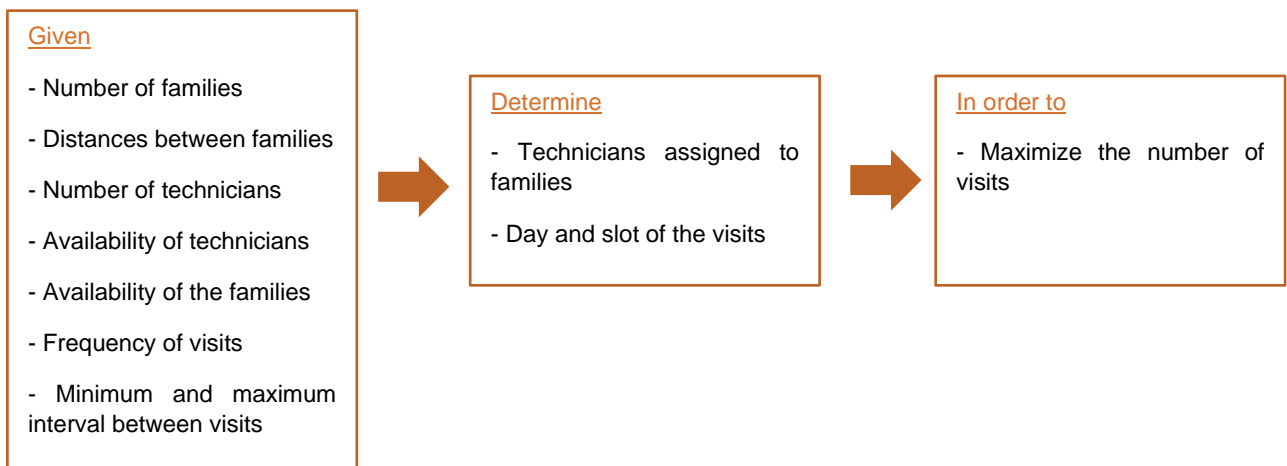 Given
- Number of families
- Distances between families
- Number of technicians
- Availability of technicians
- Availability of the families
- Frequency of visits
- Minimum and maximum
interval between visits
Determine
- Technicians assigned to
families
- Day and slot of the visits
In order to
- Maximize the number of
visits